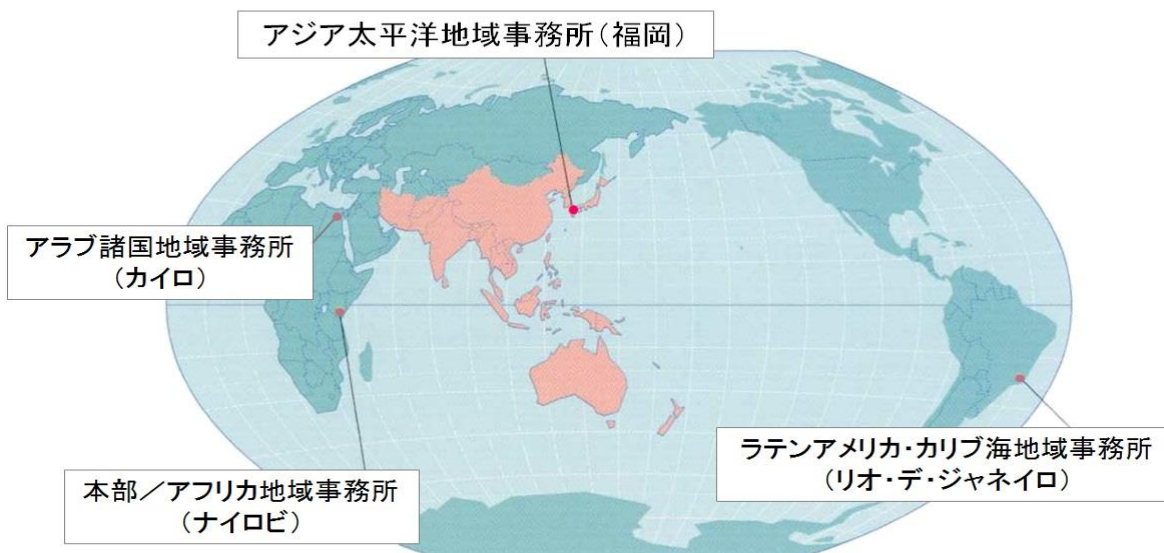 アジア太平洋地域事務所(福岡)
アラブ諸国地域事務所
(カイロ)
本部／アフリカ地域事務所
(ナイロビ)
ラテンアメリカ・カリブ海地域事務所
(リオ・デ・ジャネイロ)